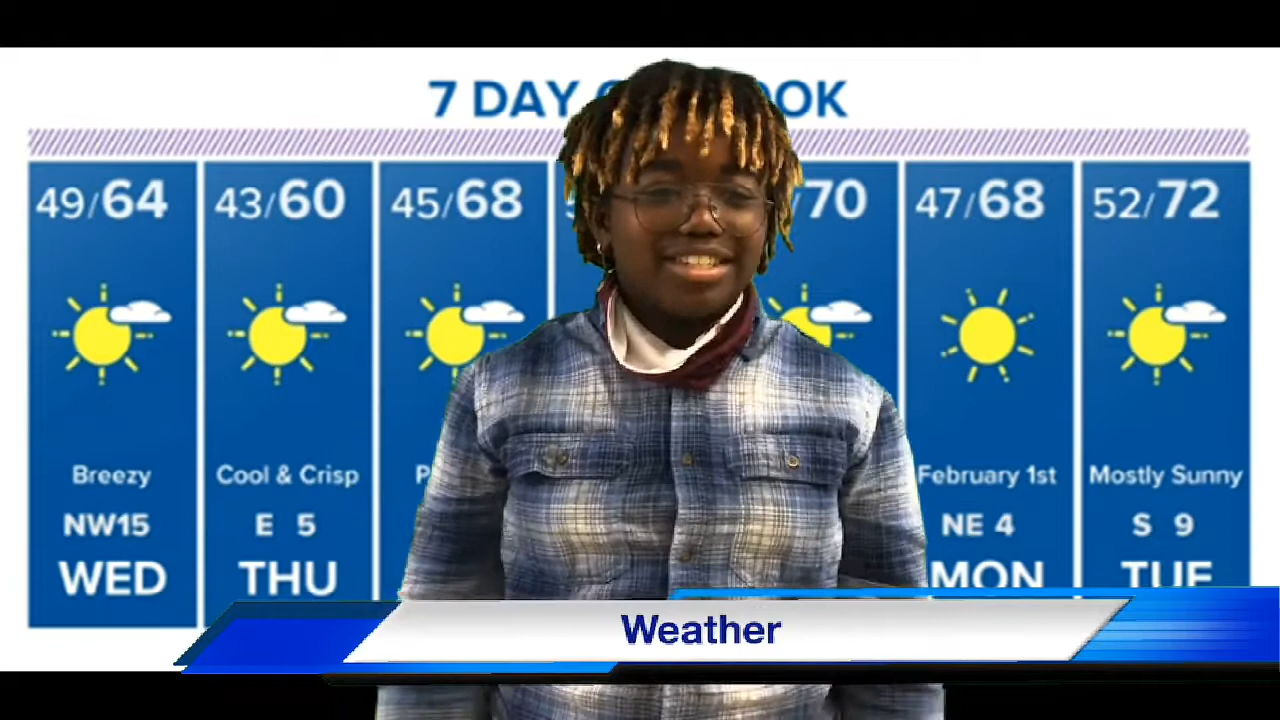 7 DAY
49/64
43/60
45/68
/70
47/68
52/72
Breezy
Cool & Crisp
February 1st
Mostly Sunny
NW15
E 5
NE 4
S 9
WED
THU
MON
TUE
Weather